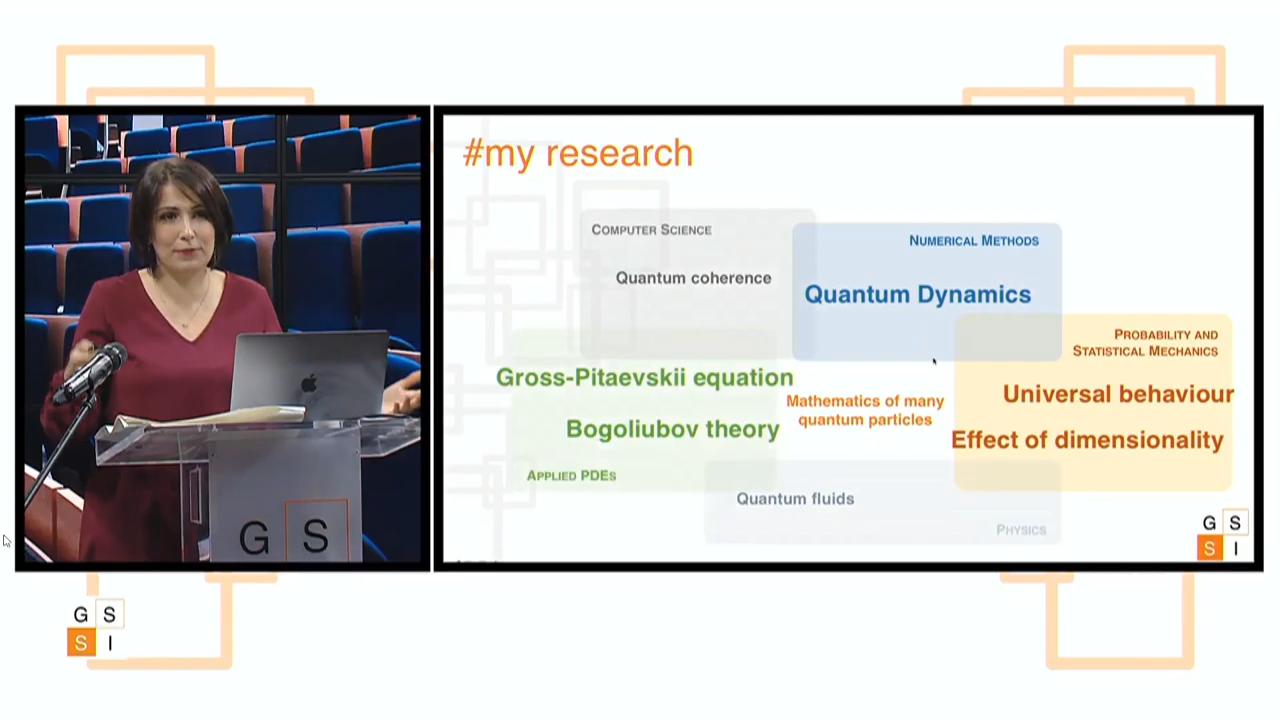 #my research
COMPUTER SCIENCE
Quantum coherence
NUMERICAL METHODS
Quantum Dynamics
PROBABILITY AND
STATISTICAL MECHANICS
Universal behaviour
Effect of dimensionality
Gross-Pitaevskii equation
Bogoliubov theory
APPLIED PDES
Mathematics of many
quantum particles
Quantum fluids
PHYSICS
G S
S I
G S
G S
S I